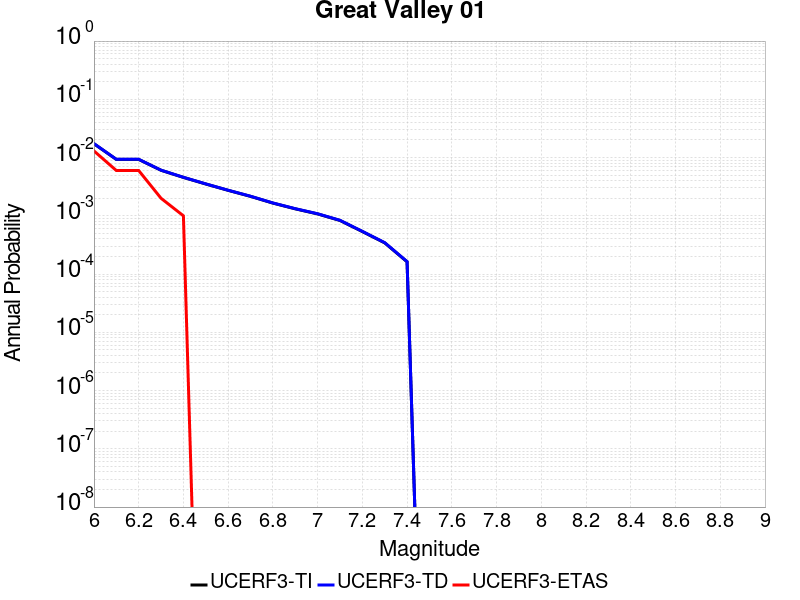 Great Valley 01
10^0
10^-1
10^-2
10^-3
10^-4
10^-5
10^-6
10^-7
10^-8
Annual Probability
6 6.2 6.4 6.6 6.8 7 7.2 7.4 7.6 7.8 8 8.2 8.4 8.6 8.8 9
Magnitude
UCERF3-TI UCERF3-TD UCERF3-ETAS